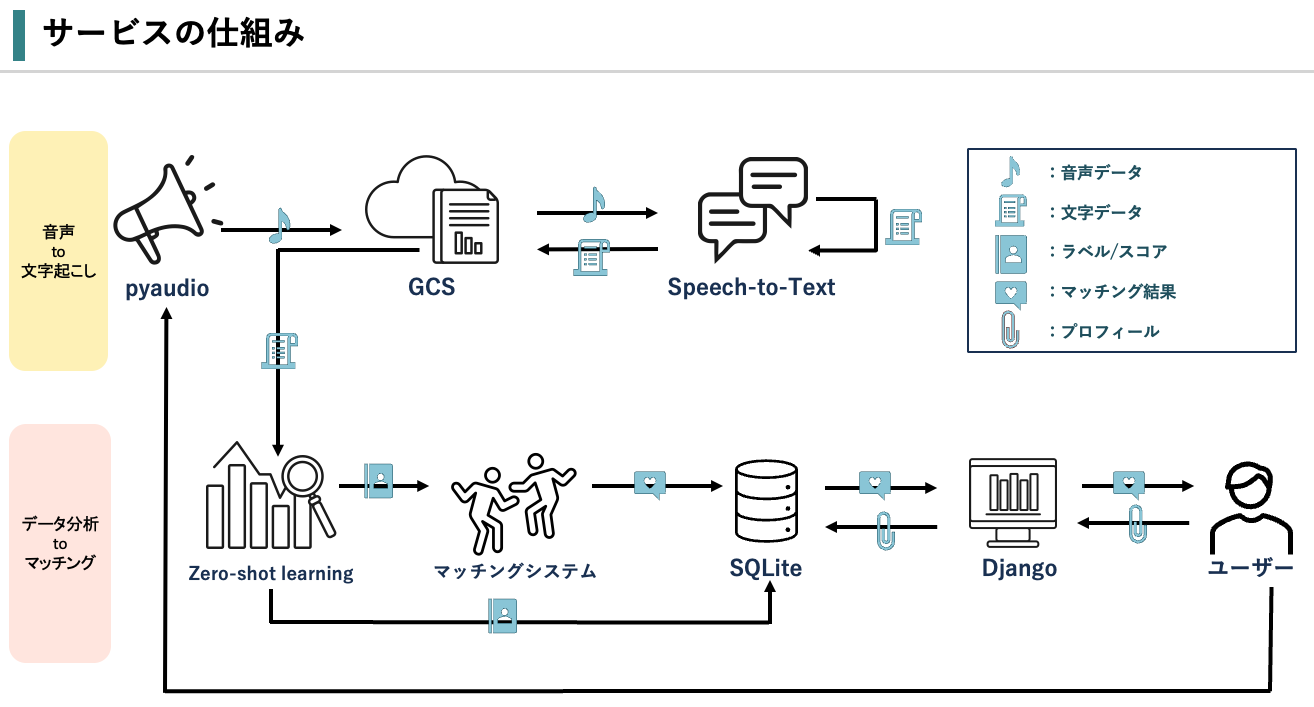 サービスの仕組み
音声
to
文字起こし
pyaudio
GCS
Speech-to-Text
：音声データ
：文字データ
：ラベル/スコア
：マッチング結果
：プロフィール
データ分析
to
マッチング
Zero-shot learning
マッチングシステム
SQLite
Django
ユーザー